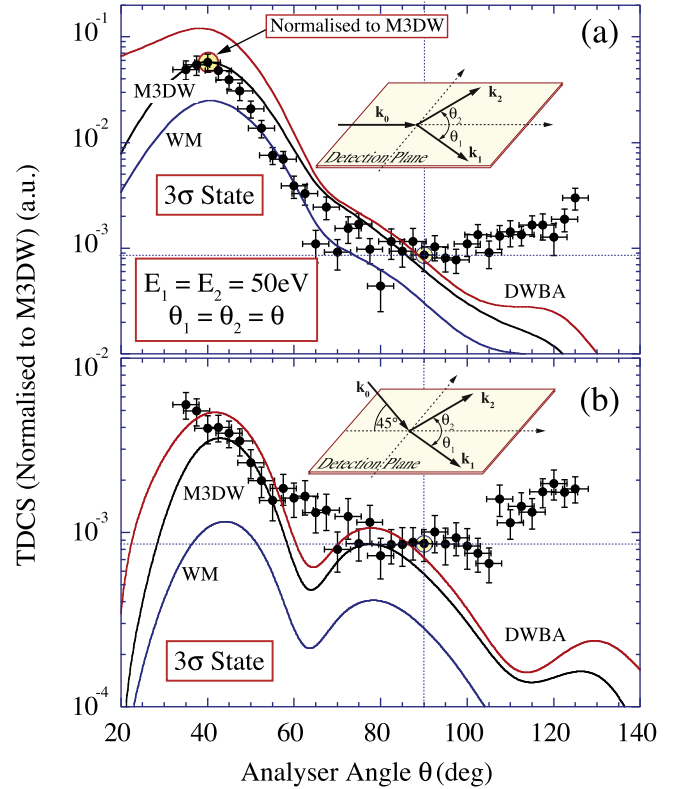 10⁻¹
Normalised to M3DW
(a)
M3DW
WM
k₀
k₂
θ₂
θ₁
k₁
Detection Plane
10⁻²
3σ State
10⁻³
E₁ = E₂ = 50eV
θ₁ = θ₂ = θ
DWBA
10⁻²
k₀
(b)
45°
k₂
θ₂
θ₁
k₁
Detection Plane
M3DW
10⁻³
WM
DWBA
3σ State
10⁻⁴
20 40 60 80 100 120 140
Analyser Angle θ (deg)
TDCS (Normalised to M3DW) (a.u.)